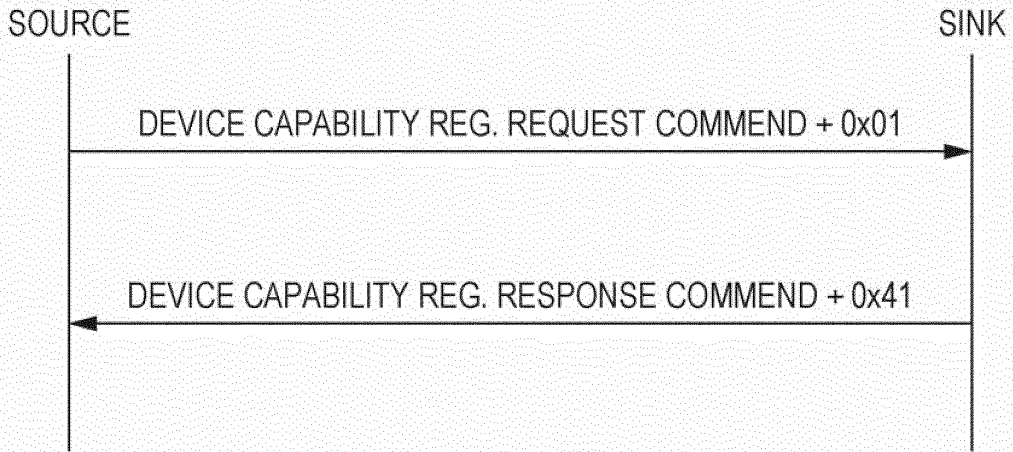 SOURCE
SINK
DEVICE CAPABILITY REG. REQUEST COMMEND + 0x01
DEVICE CAPABILITY REG. RESPONSE COMMEND + 0x41